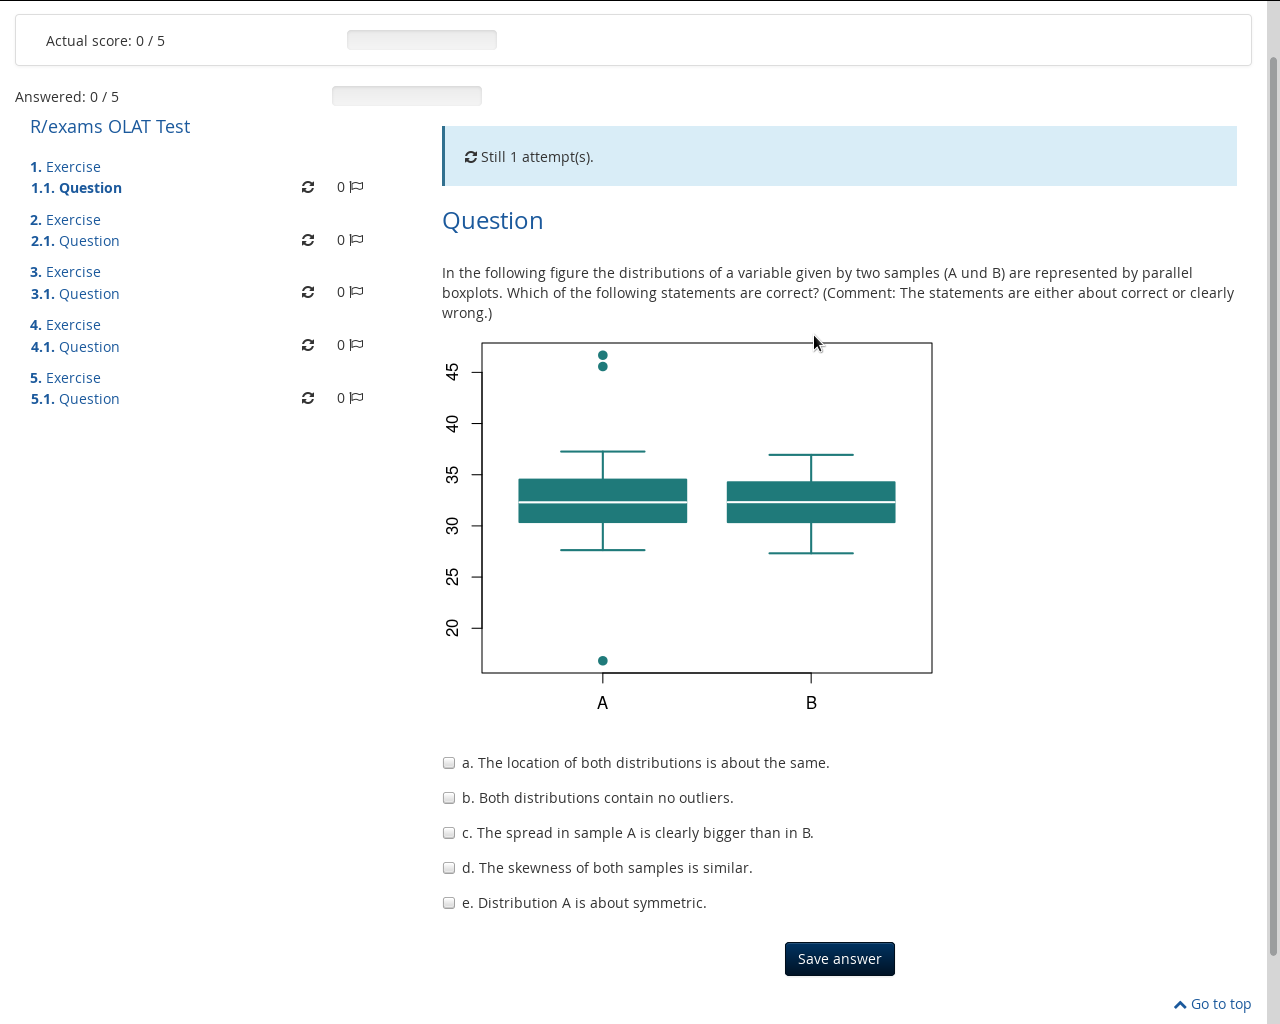 Actual score: 0 / 5
Answered: 0 / 5
R/exams OLAT Test
1. Exercise
1.1. Question 0
2. Exercise
2.1. Question 0
3. Exercise
3.1. Question 0
4. Exercise
4.1. Question 0
5. Exercise
5.1. Question 0
Still 1 attempt(s).
Question
In the following figure the distributions of a variable given by two samples (A und B) are represented by parallel
boxplots. Which of the following statements are correct? (Comment: The statements are either about correct or clearly
wrong.)
45
40
35
30
25
20
A B
a. The location of both distributions is about the same.
b. Both distributions contain no outliers.
c. The spread in sample A is clearly bigger than in B.
d. The skewness of both samples is similar.
e. Distribution A is about symmetric.
Save answer
Go to top